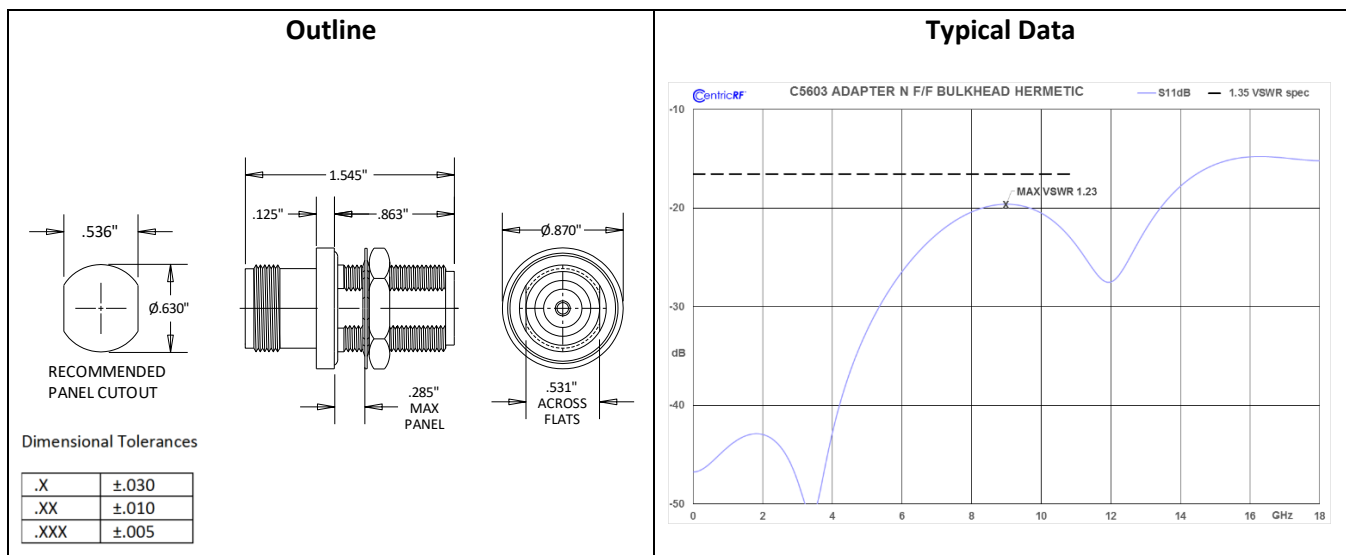 Outline
1.545"
.125"
.863"
.536"
Ø.630"
Ø.870"
RECOMMENDED
PANEL CUTOUT
.285"
MAX
PANEL
.531"
ACROSS
FLATS
Dimensional Tolerances
.X ±.030
.XX ±.010
.XXX ±.005
Typical Data
CentricRF
C5603 ADAPTER N F/F BULKHEAD HERMETIC
S11dB
1.35 VSWR spec
-10
MAX VSWR 1.23
-20
-30
dB
-40
-50
0 2 4 6 8 10 12 14 16 GHz 18